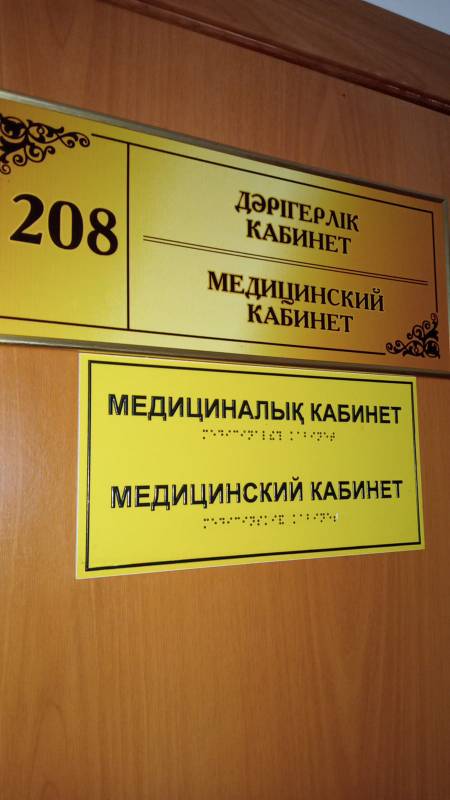 208
ДӘРІГЕРЛІК
КАБИНЕТ
МЕДИЦИНСКИЙ
КАБИНЕТ
МЕДИЦИНАЛЫҚ КАБИНЕТ
МЕДИЦИНСКИЙ КАБИНЕТ